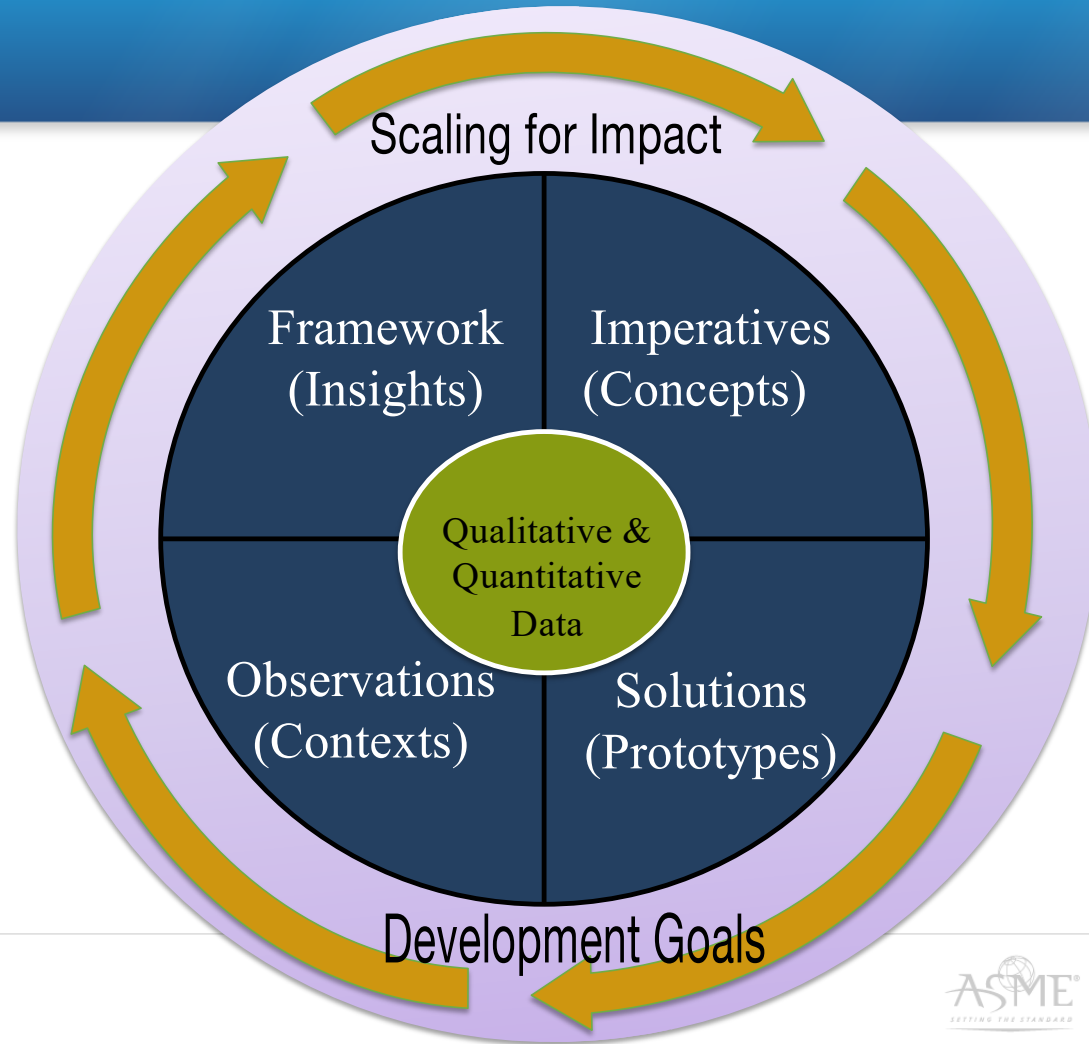 Scaling for Impact
Framework
(Insights)
Imperatives
(Concepts)
Qualitative &
Quantitative
Data
Observations
(Contexts)
Solutions
(Prototypes)
Development Goals
ASME®
SETTING THE STANDARD